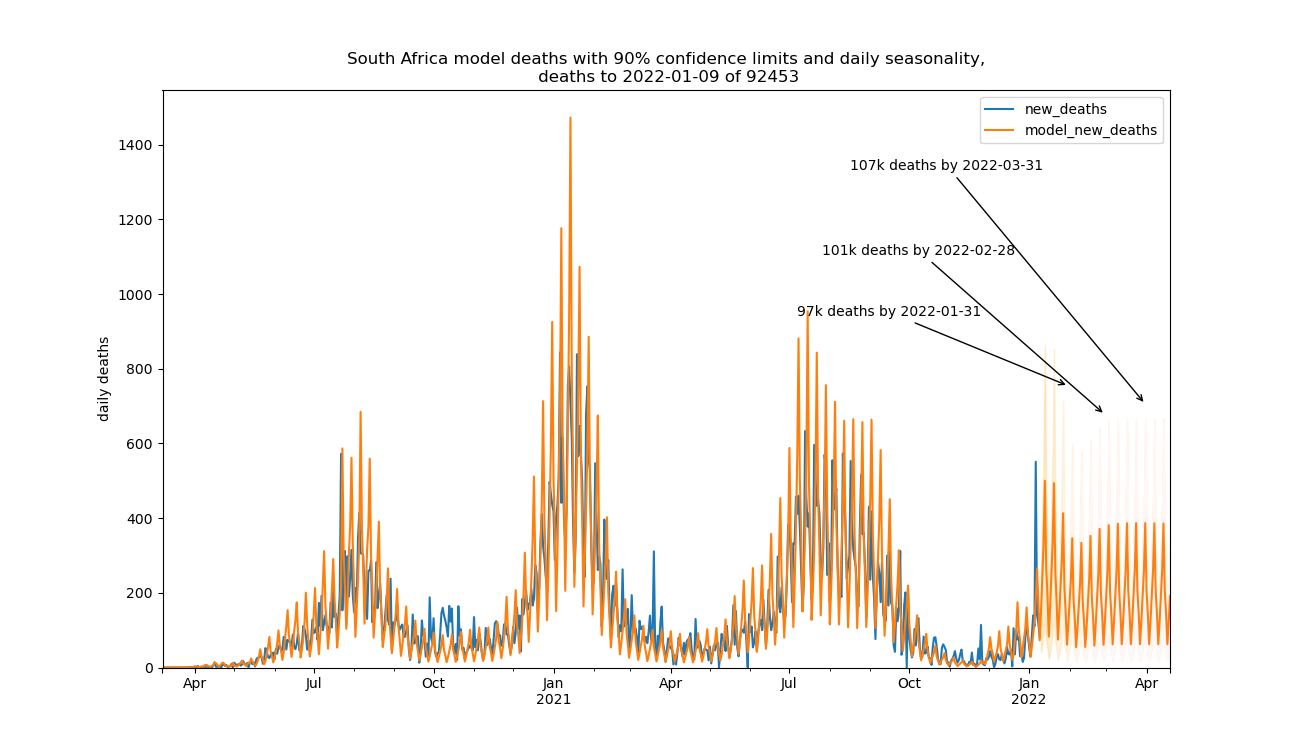 South Africa model deaths with 90% confidence limits and daily seasonality,
deaths to 2022-01-09 of 92453
new_deaths
model_new_deaths
107k deaths by 2022-03-31
101k deaths by 2022-02-28
97k deaths by 2022-01-31
daily deaths
1400
1200
1000
800
600
400
200
0
Apr Jul Oct Jan Apr Jul Oct Jan Apr
2021 2022